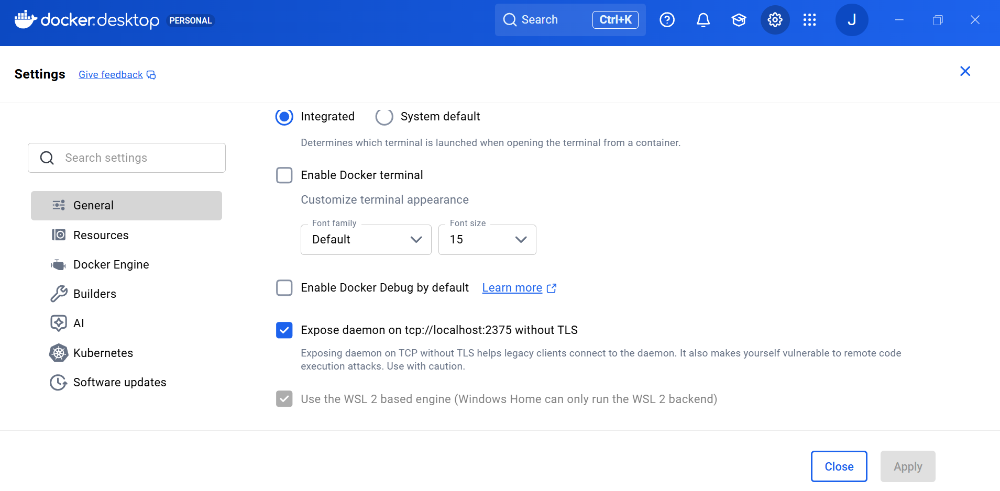 docker.desktop PERSONAL
Search Ctrl+K
J
Settings Give feedback
Integrated System default
Determines which terminal is launched when opening the terminal from a container.
Search settings
Enable Docker terminal
General
Customize terminal appearance
Resources
Font family Font size
Default 15
Docker Engine
Enable Docker Debug by default Learn more
Builders
AI
Expose daemon on tcp://localhost:2375 without TLS
Kubernetes
Exposing daemon on TCP without TLS helps legacy clients connect to the daemon. It also makes yourself vulnerable to remote code
execution attacks. Use with caution.
Software updates
Use the WSL 2 based engine (Windows Home can only run the WSL 2 backend)
Close Apply